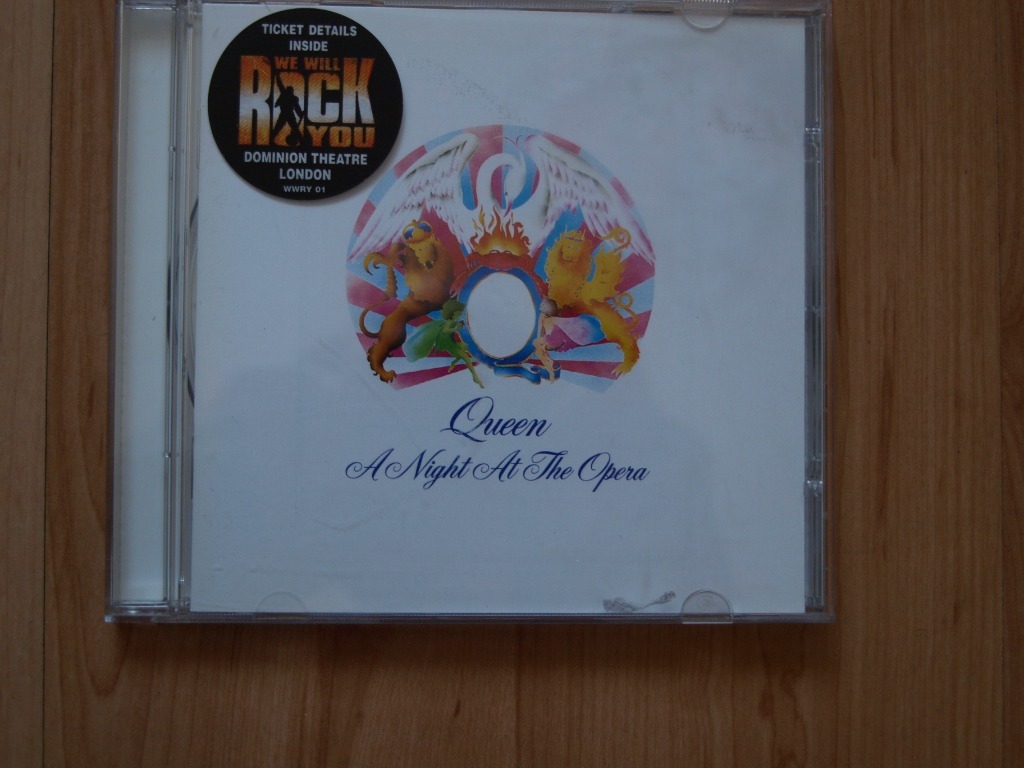 TICKET DETAILS
INSIDE
WE WILL
ROCK
YOU
DOMINION THEATRE
LONDON
WWRY 01
Queen
A Night At The Opera